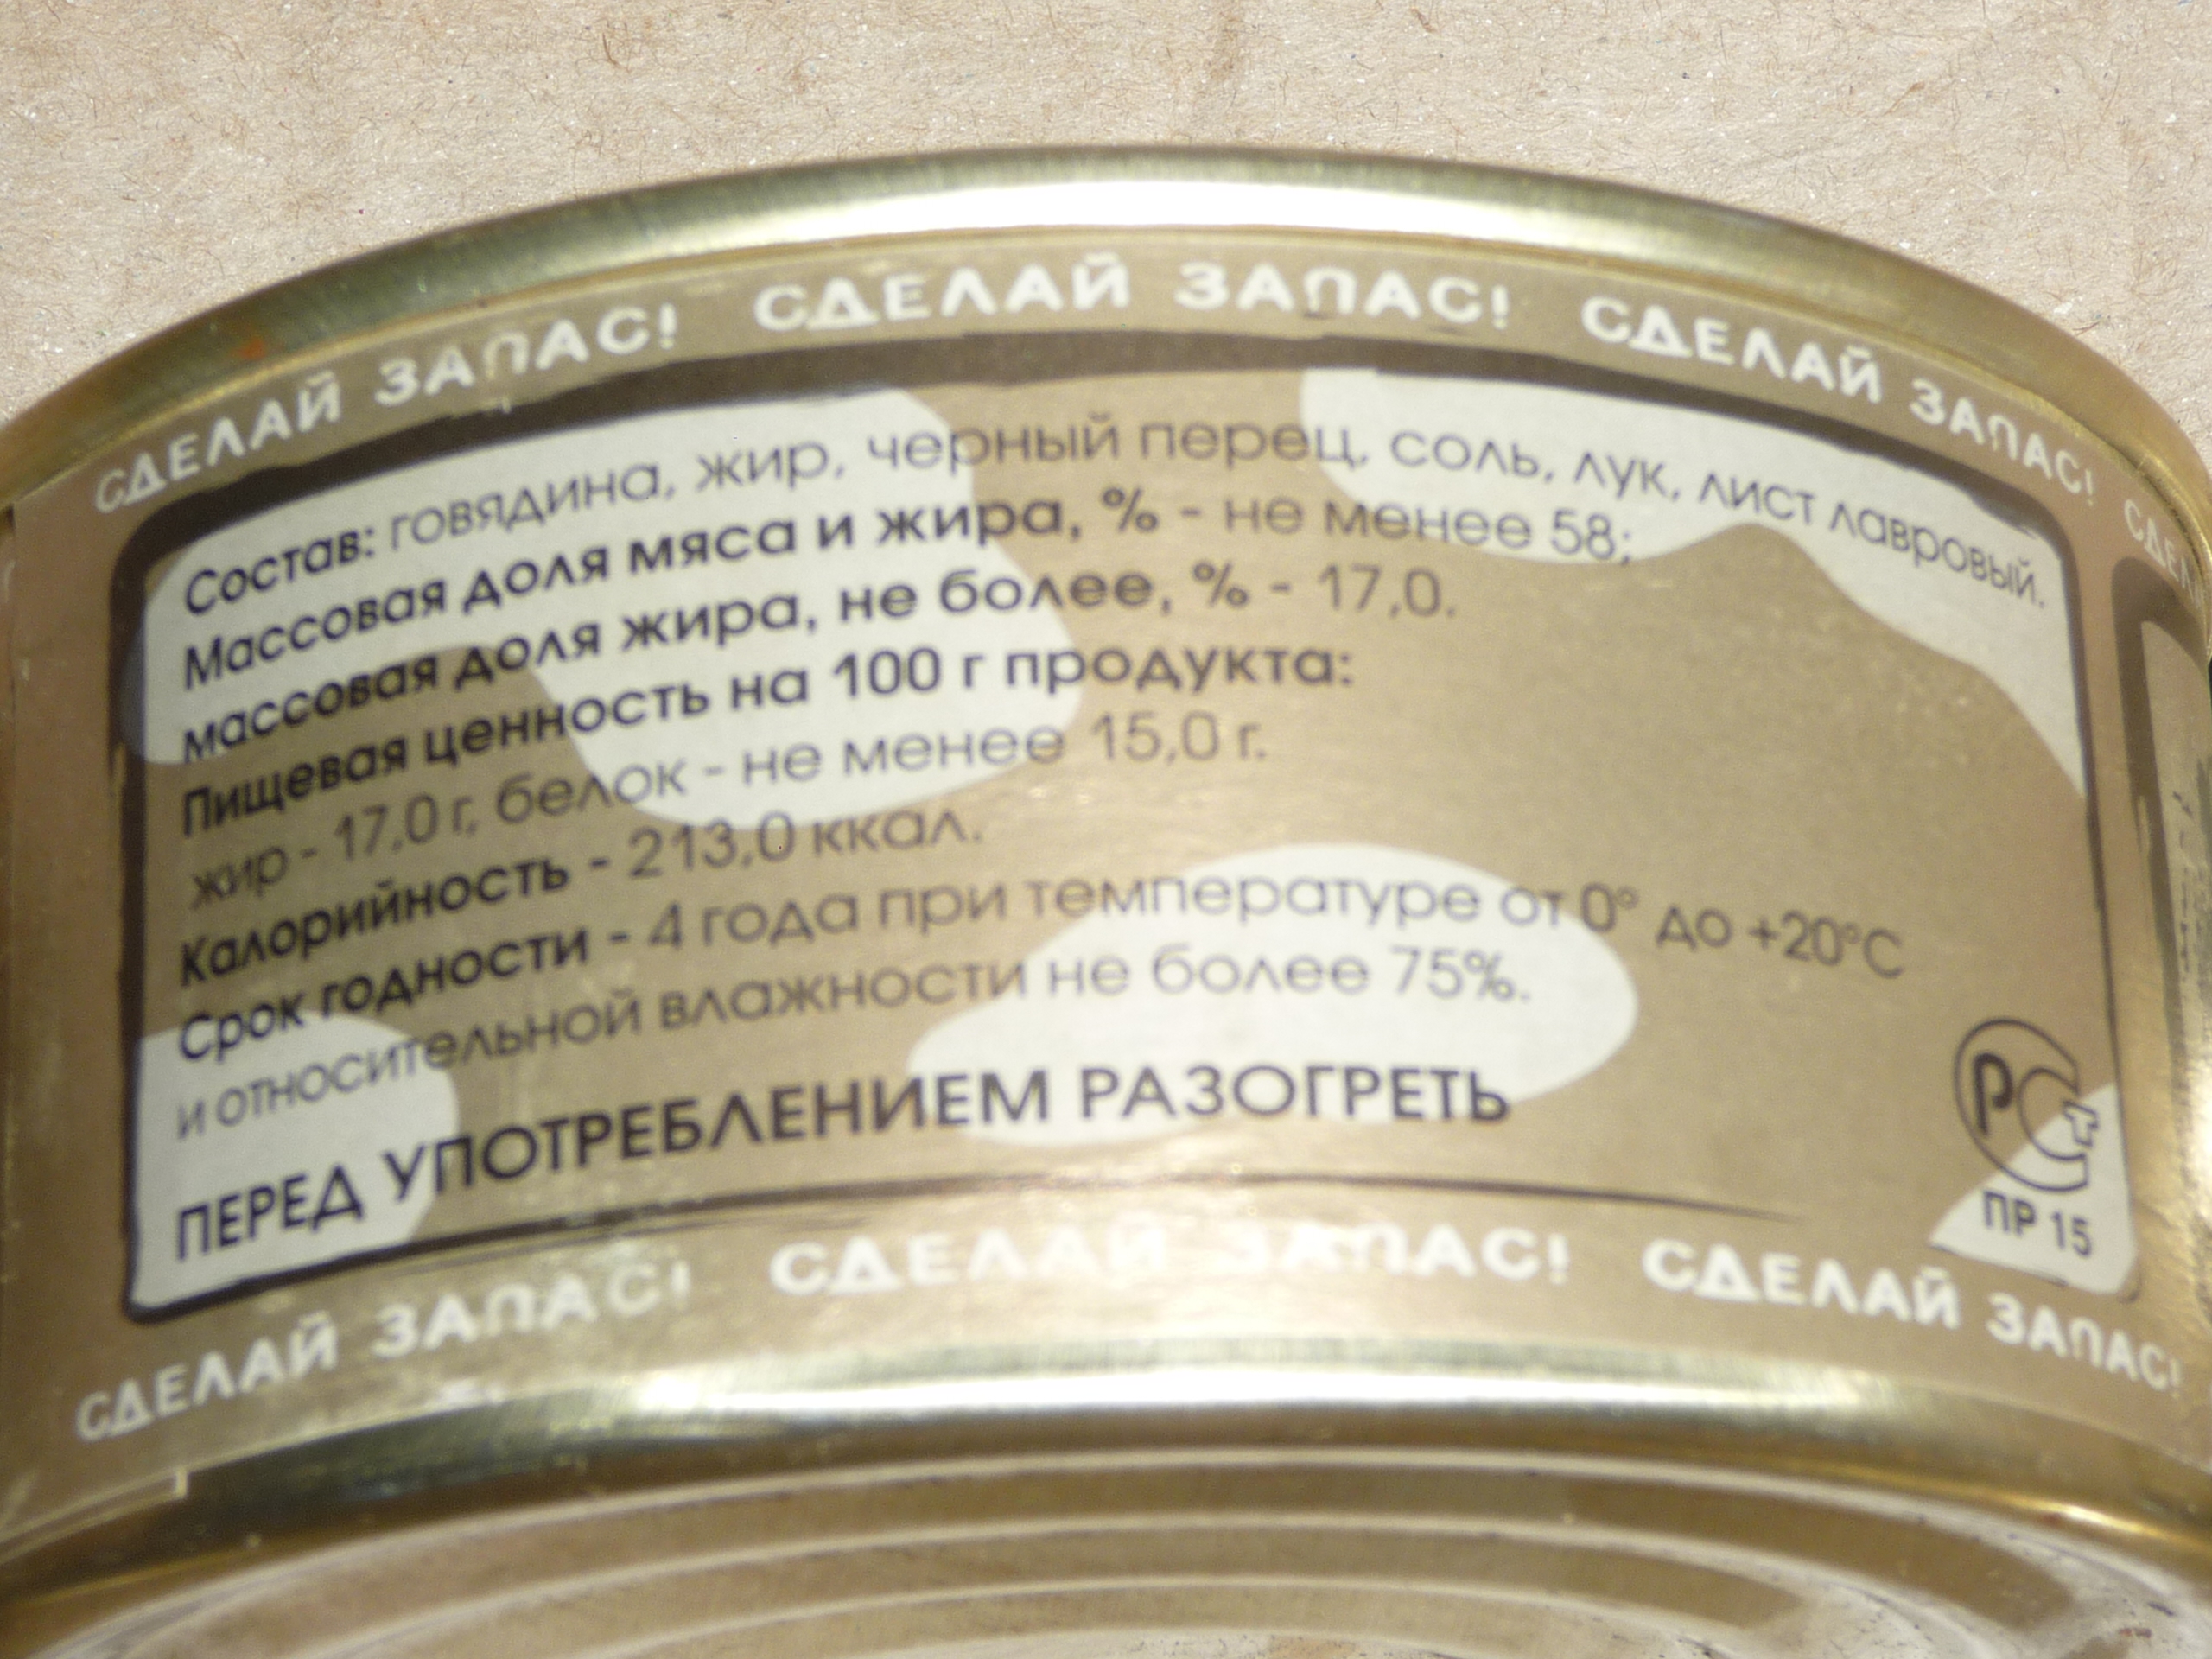 СДЕЛАЙ ЗАПАС! СДЕЛАЙ ЗАПАС! СДЕЛАЙ ЗАПАС!
Состав: говядина, жир, черный перец, соль, лук, лист лавровый.
Массовая доля мяса и жира, % - не менее 58;
массовая доля жира, не более, % - 17,0.
Пищевая ценность на 100 г продукта:
жир - 17,0 г, белок - не менее 15,0 г.
Калорийность - 213,0 ккал.
Срок годности - 4 года при температуре от 0° до +20°С
и относительной влажности не более 75%.
ПЕРЕД УПОТРЕБЛЕНИЕМ РАЗОГРЕТЬ
РСТ
ПР 15
СДЕЛАЙ ЗАПАС! СДЕЛАЙ ЗАПАС! СДЕЛАЙ ЗАПАС!